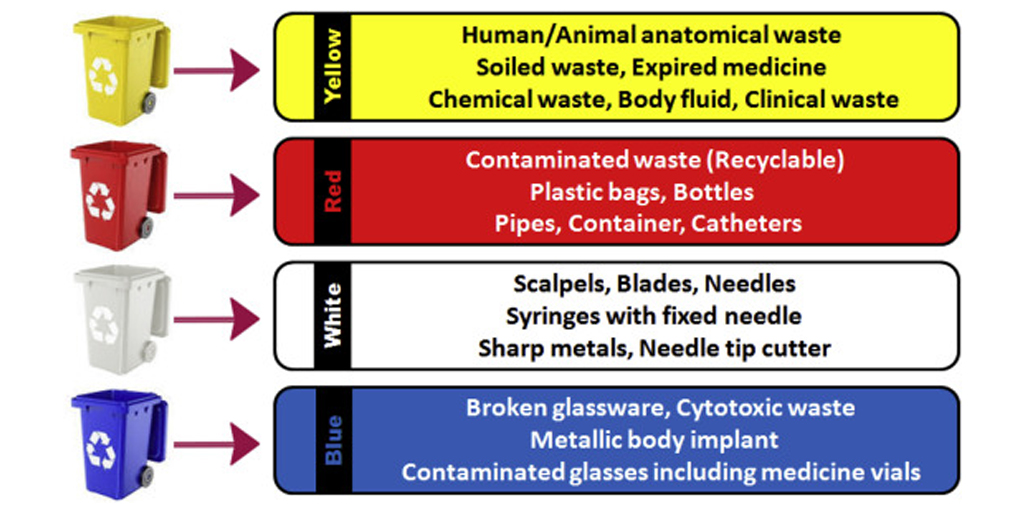 Yellow
Human/Animal anatomical waste
Soiled waste, Expired medicine
Chemical waste, Body fluid, Clinical waste
Red
Contaminated waste (Recyclable)
Plastic bags, Bottles
Pipes, Container, Catheters
White
Scalpels, Blades, Needles
Syringes with fixed needle
Sharp metals, Needle tip cutter
Blue
Broken glassware, Cytotoxic waste
Metallic body implant
Contaminated glasses including medicine vials